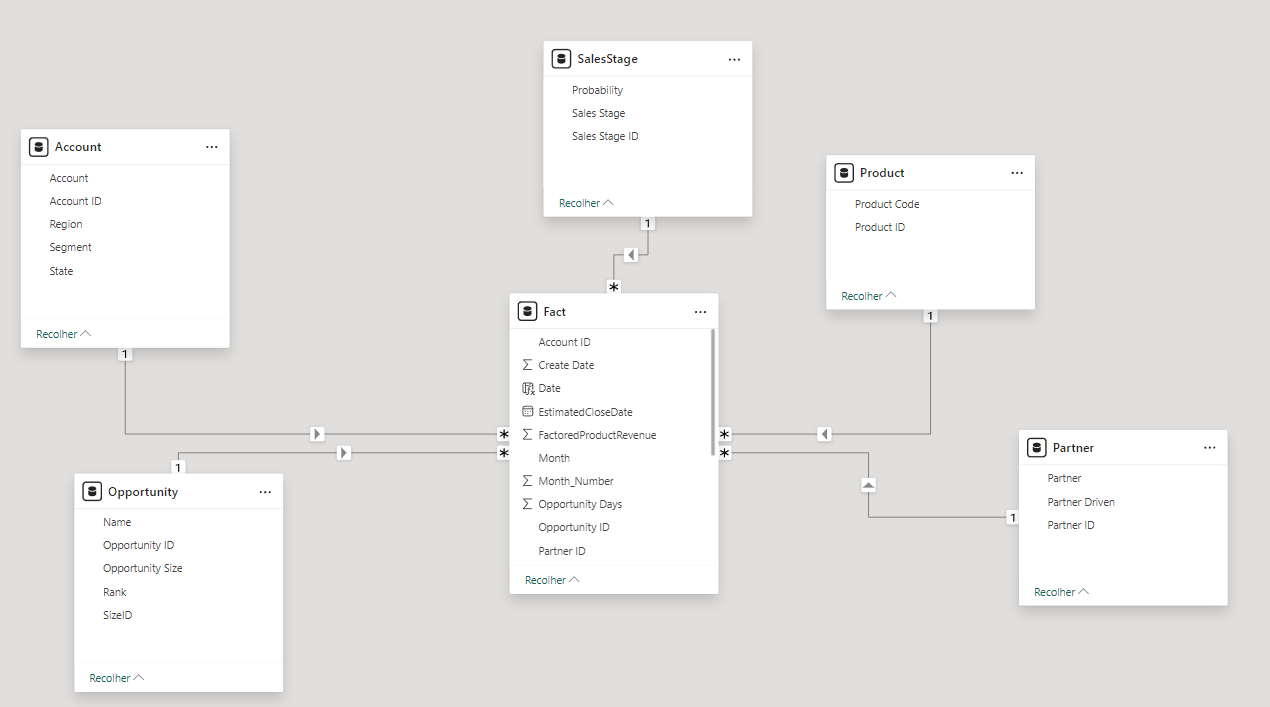 SalesStage
Probability
Sales Stage
Sales Stage ID
Recolher
1
*
Account
Account
Account ID
Region
Segment
State
Recolher
1
*
Product
Product Code
Product ID
Recolher
1
*
Fact
Account ID
Create Date
Date
EstimatedCloseDate
FactoredProductRevenue
Month
Month_Number
Opportunity Days
Opportunity ID
Partner ID
Recolher
Opportunity
Name
Opportunity ID
Opportunity Size
Rank
SizeID
Recolher
1
*
Partner
Partner
Partner Driven
Partner ID
Recolher
1
*